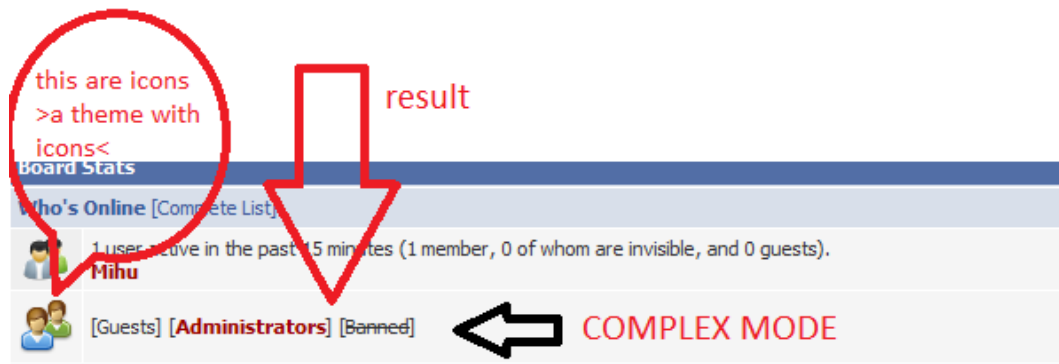 this are icons
>a theme with
icons<
result
Board Stats
Who's Online [Complete List]
1 user active in the past 15 minutes (1 member, 0 of whom are invisible, and 0 guests).
Mihu
[Guests] [Administrators] [Banned]
COMPLEX MODE